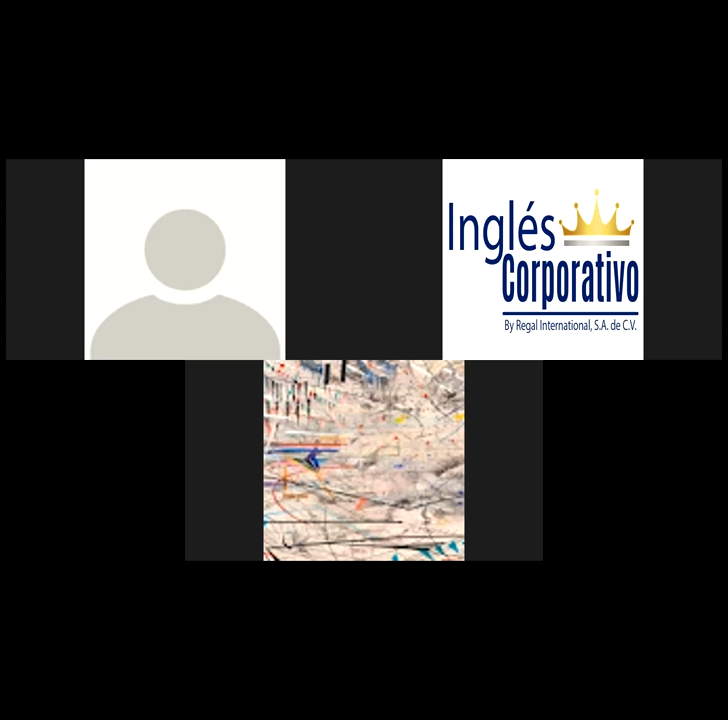 Inglés
Corporativo
By Regal International, S.A. de C.V.